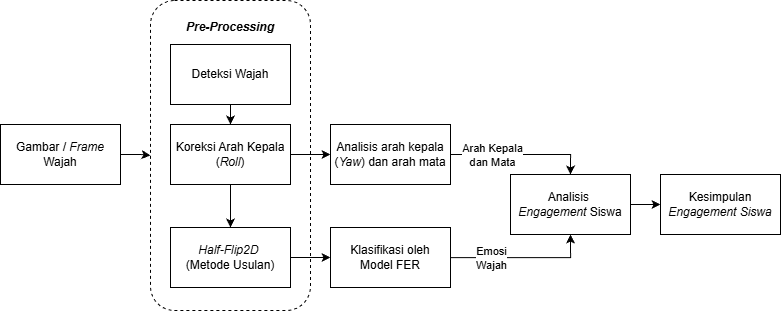 Pre-Processing
Deteksi Wajah
Gambar / Frame
Wajah
Koreksi Arah Kepala
(Roll)
Analisis arah kepala
(Yaw) dan arah mata
Arah Kepala
dan Mata
Analisis
Engagement Siswa
Kesimpulan
Engagement Siswa
Half-Flip2D
(Metode Usulan)
Klasifikasi oleh
Model FER
Emosi
Wajah